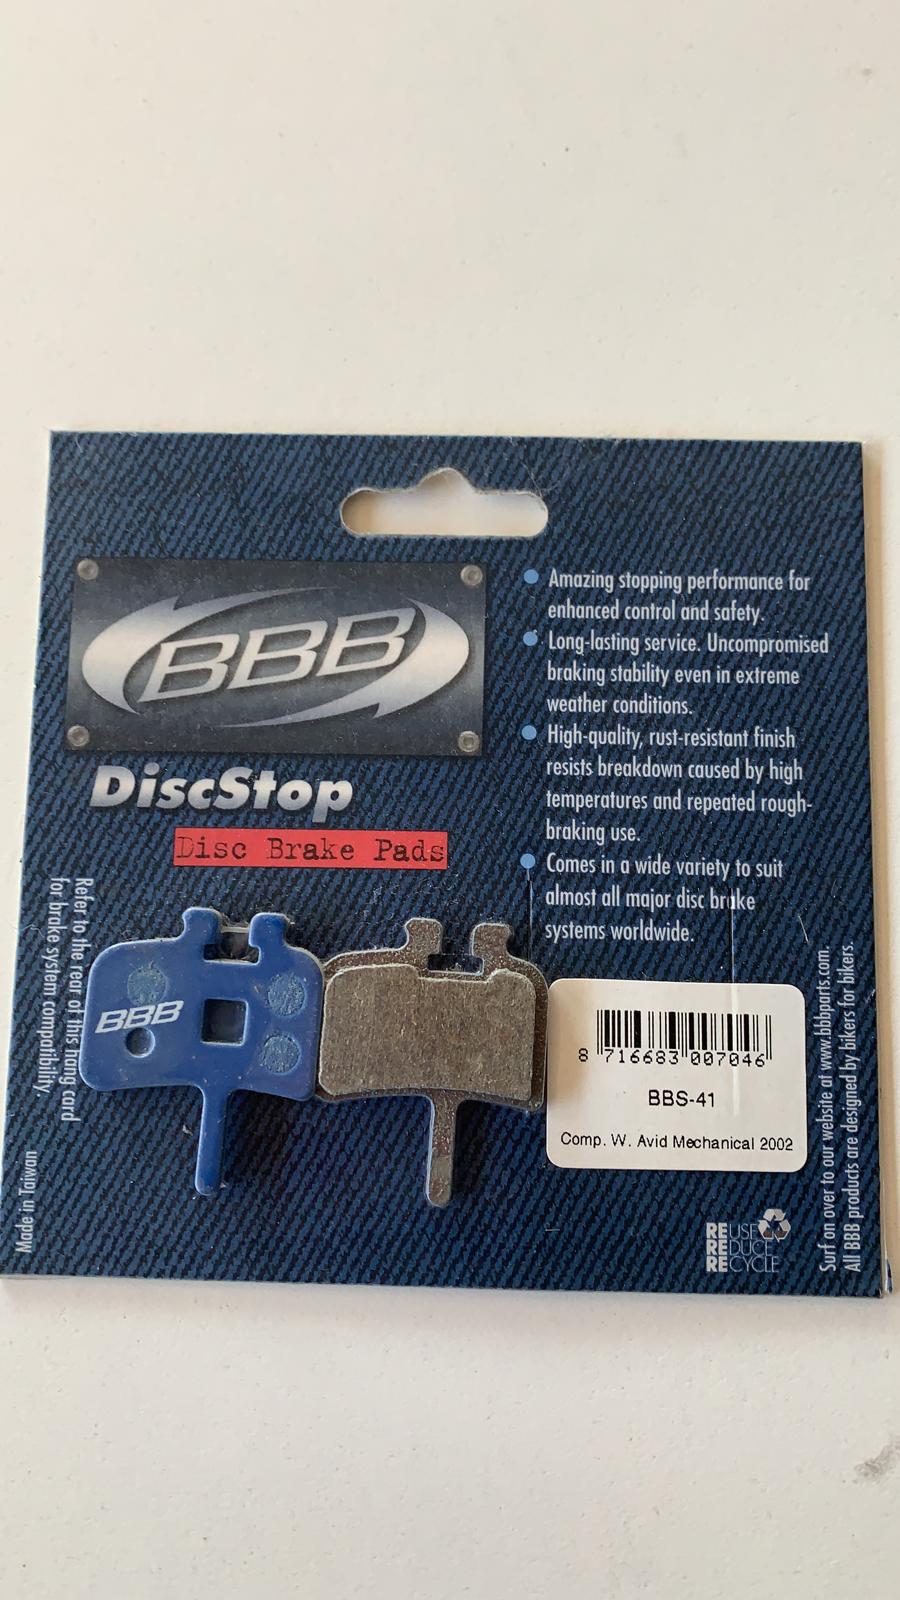 BBB
DiscStop
Disc Brake Pads
Amazing stopping performance for
enhanced control and safety.
Long-lasting service. Uncompromised
braking stability even in extreme
weather conditions.
High-quality, rust-resistant finish
resists breakdown caused by high
temperatures and repeated rough-
braking use.
Comes in a wide variety to suit
almost all major disc brake
systems worldwide.
Refer to the rear of this hang card
for brake system compatibility.
Made in Taiwan
BBB
8 716683 007046
BBS-41
Comp. W. Avid Mechanical 2002
REUSE
REDUCE
RECYCLE
Surf on over to our website at www.bbbparts.com.
All BBB products are designed by bikers for bikers.